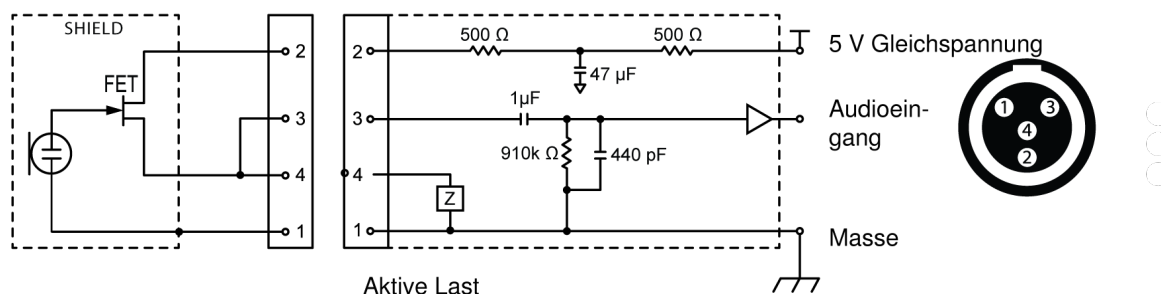 SHIELD
FET
2
3
4
1
2
3
4
1
500 Ω
500 Ω
47 µF
1µF
910k Ω
440 pF
Z
5 V Gleichspannung
Audioein-
gang
Masse
Aktive Last
1
3
4
2